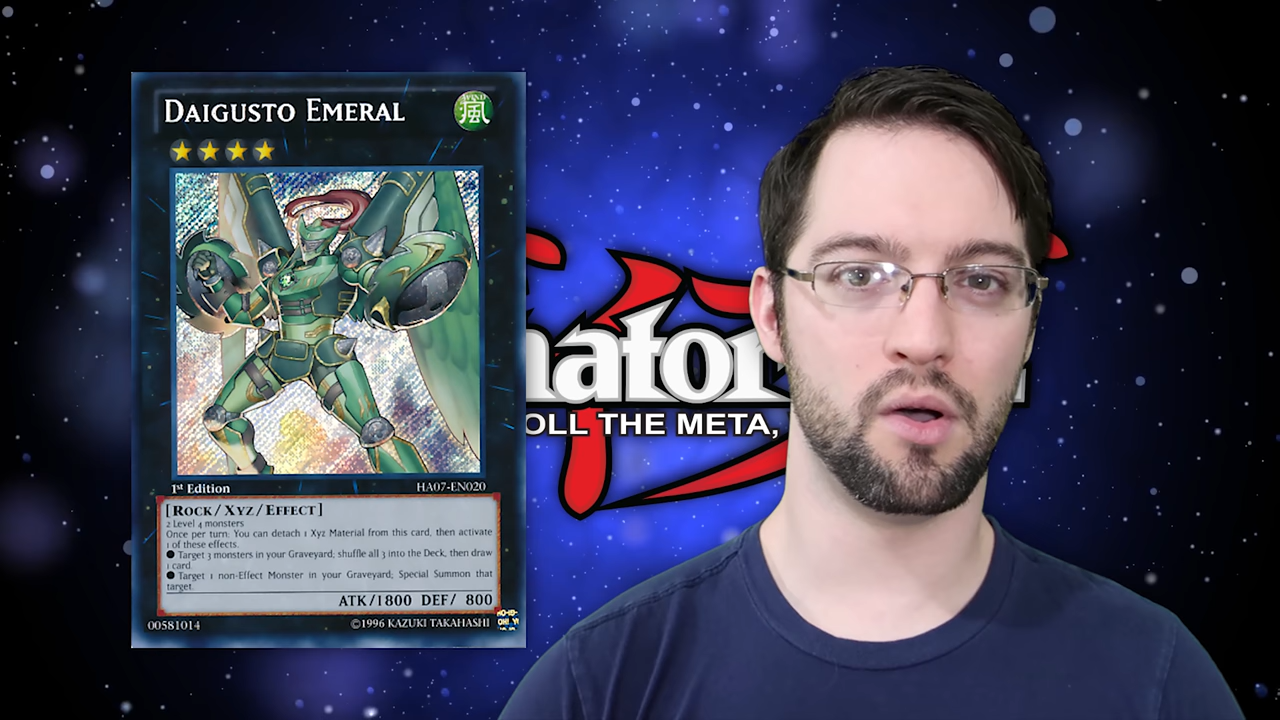 DAIGUSTO EMERAL
WIND
風
1st Edition
HA07-EN020
[ROCK/XYZ/EFFECT]
2 Level 4 monsters
Once per turn: You can detach 1 Xyz Material from this card, then activate
1 of these effects.
● Target 3 monsters in your Graveyard; shuffle all 3 into the Deck, then draw
1 card.
● Target 1 non-Effect Monster in your Graveyard; Special Summon that
target.
ATK/1800 DEF/ 800
00581014
©1996 KAZUKI TAKAHASHI
nator
OLL THE META,